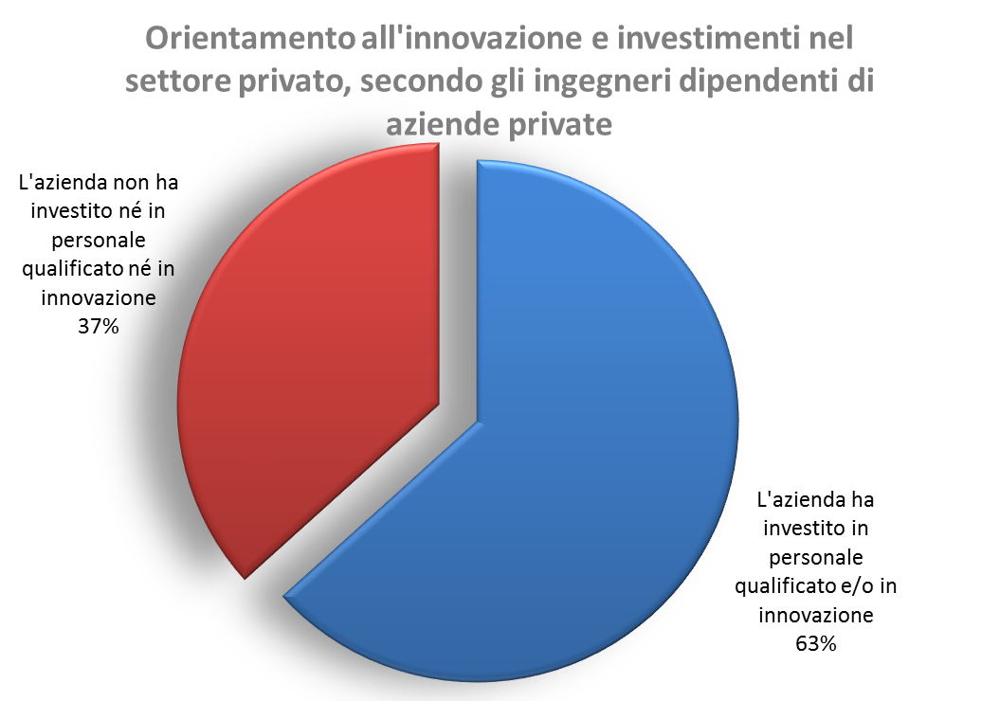 Orientamento all'innovazione e investimenti nel
settore privato, secondo gli ingegneri dipendenti di
aziende private
L'azienda non ha
investito né in
personale
qualificato né in
innovazione
37%
L'azienda ha
investito in
personale
qualificato e/o in
innovazione
63%